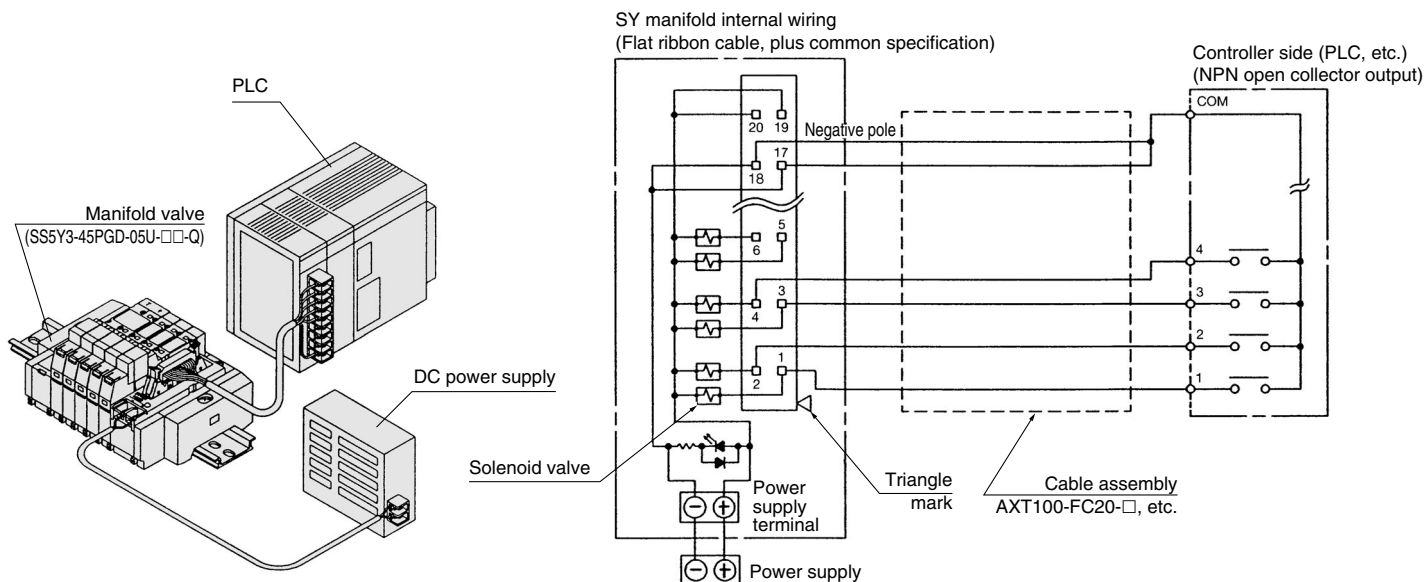 PLC
Manifold valve
(SS5Y3-45PGD-05U-□□-Q)
DC power supply
SY manifold internal wiring
(Flat ribbon cable, plus common specification)
Controller side (PLC, etc.)
(NPN open collector output)
COM
20 19
Negative pole
17
18
5
6
4
3
4
3
2
1
2
1
Solenoid valve
Triangle
mark
Cable assembly
AXT100-FC20-□, etc.
Power
supply
terminal
− +
− + Power supply